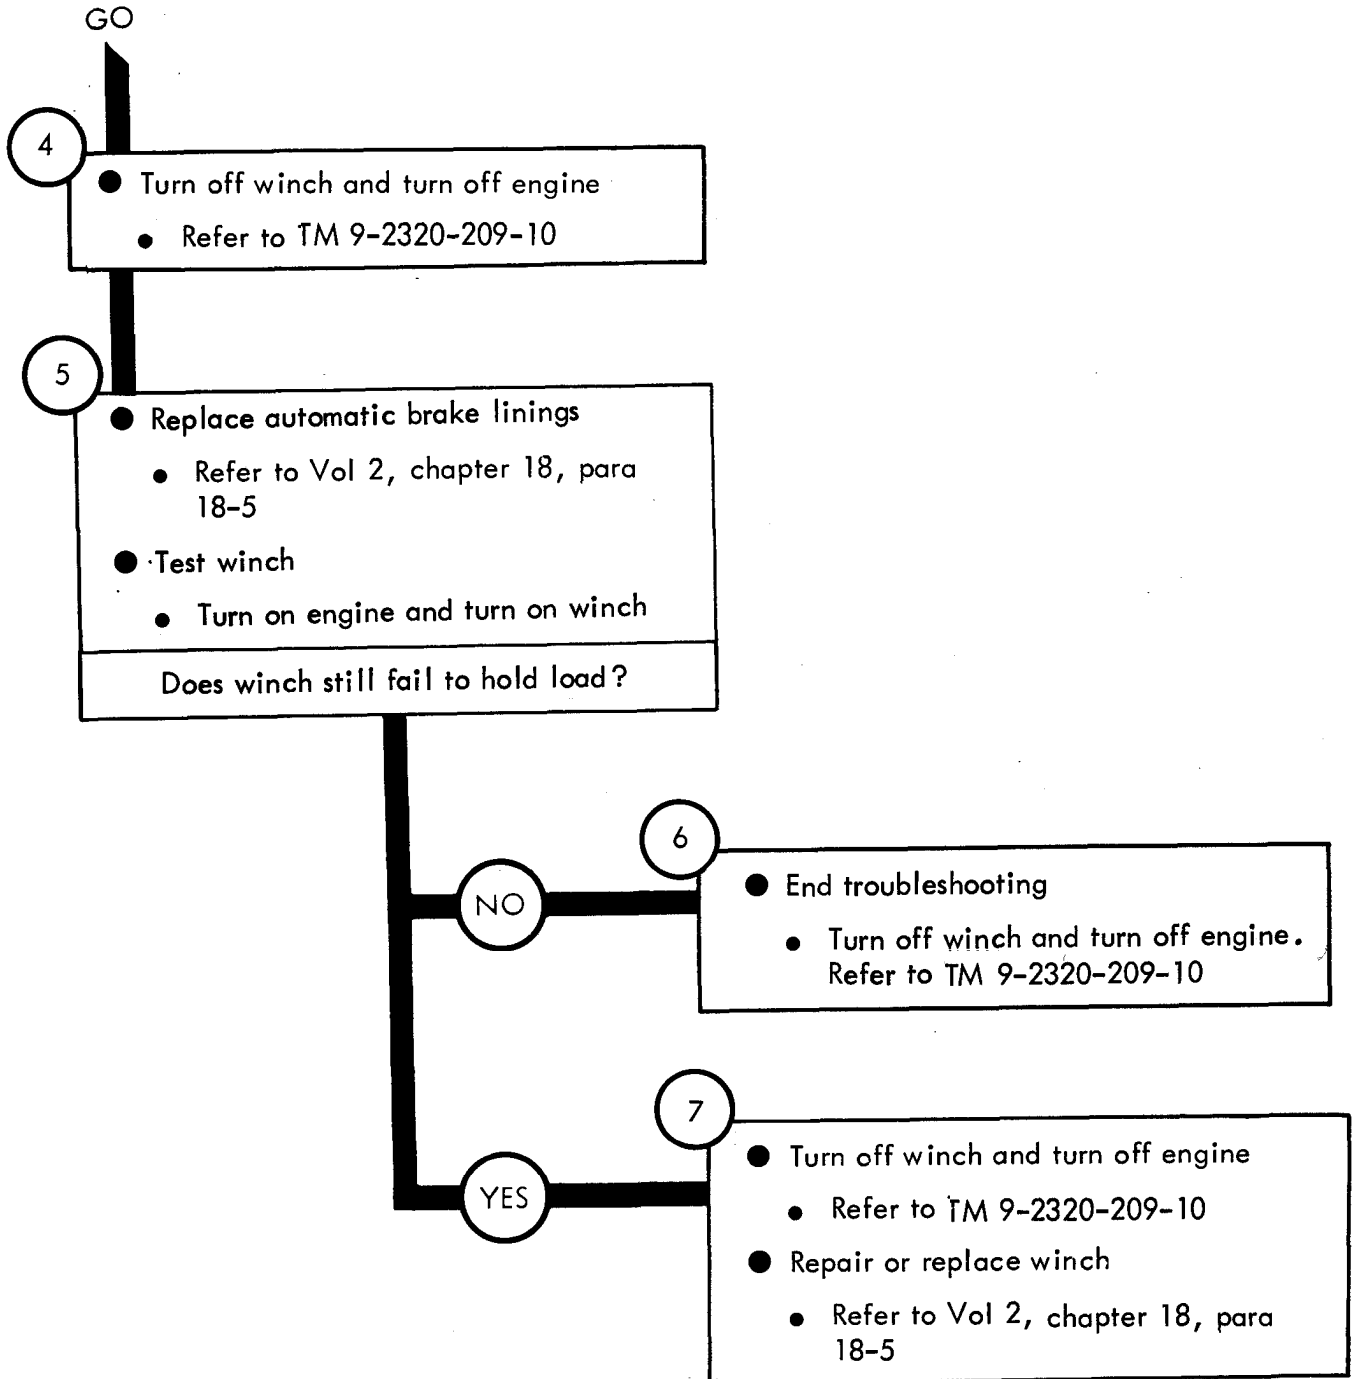 GO
4
● Turn off winch and turn off engine
● Refer to TM 9-2320-209-10
5
● Replace automatic brake linings
● Refer to Vol 2, chapter 18, para
18-5
● Test winch
● Turn on engine and turn on winch
Does winch still fail to hold load?
6
NO
● End troubleshooting
● Turn off winch and turn off engine.
Refer to TM 9-2320-209-10
7
YES
● Turn off winch and turn off engine
● Refer to TM 9-2320-209-10
● Repair or replace winch
● Refer to Vol 2, chapter 18, para
18-5